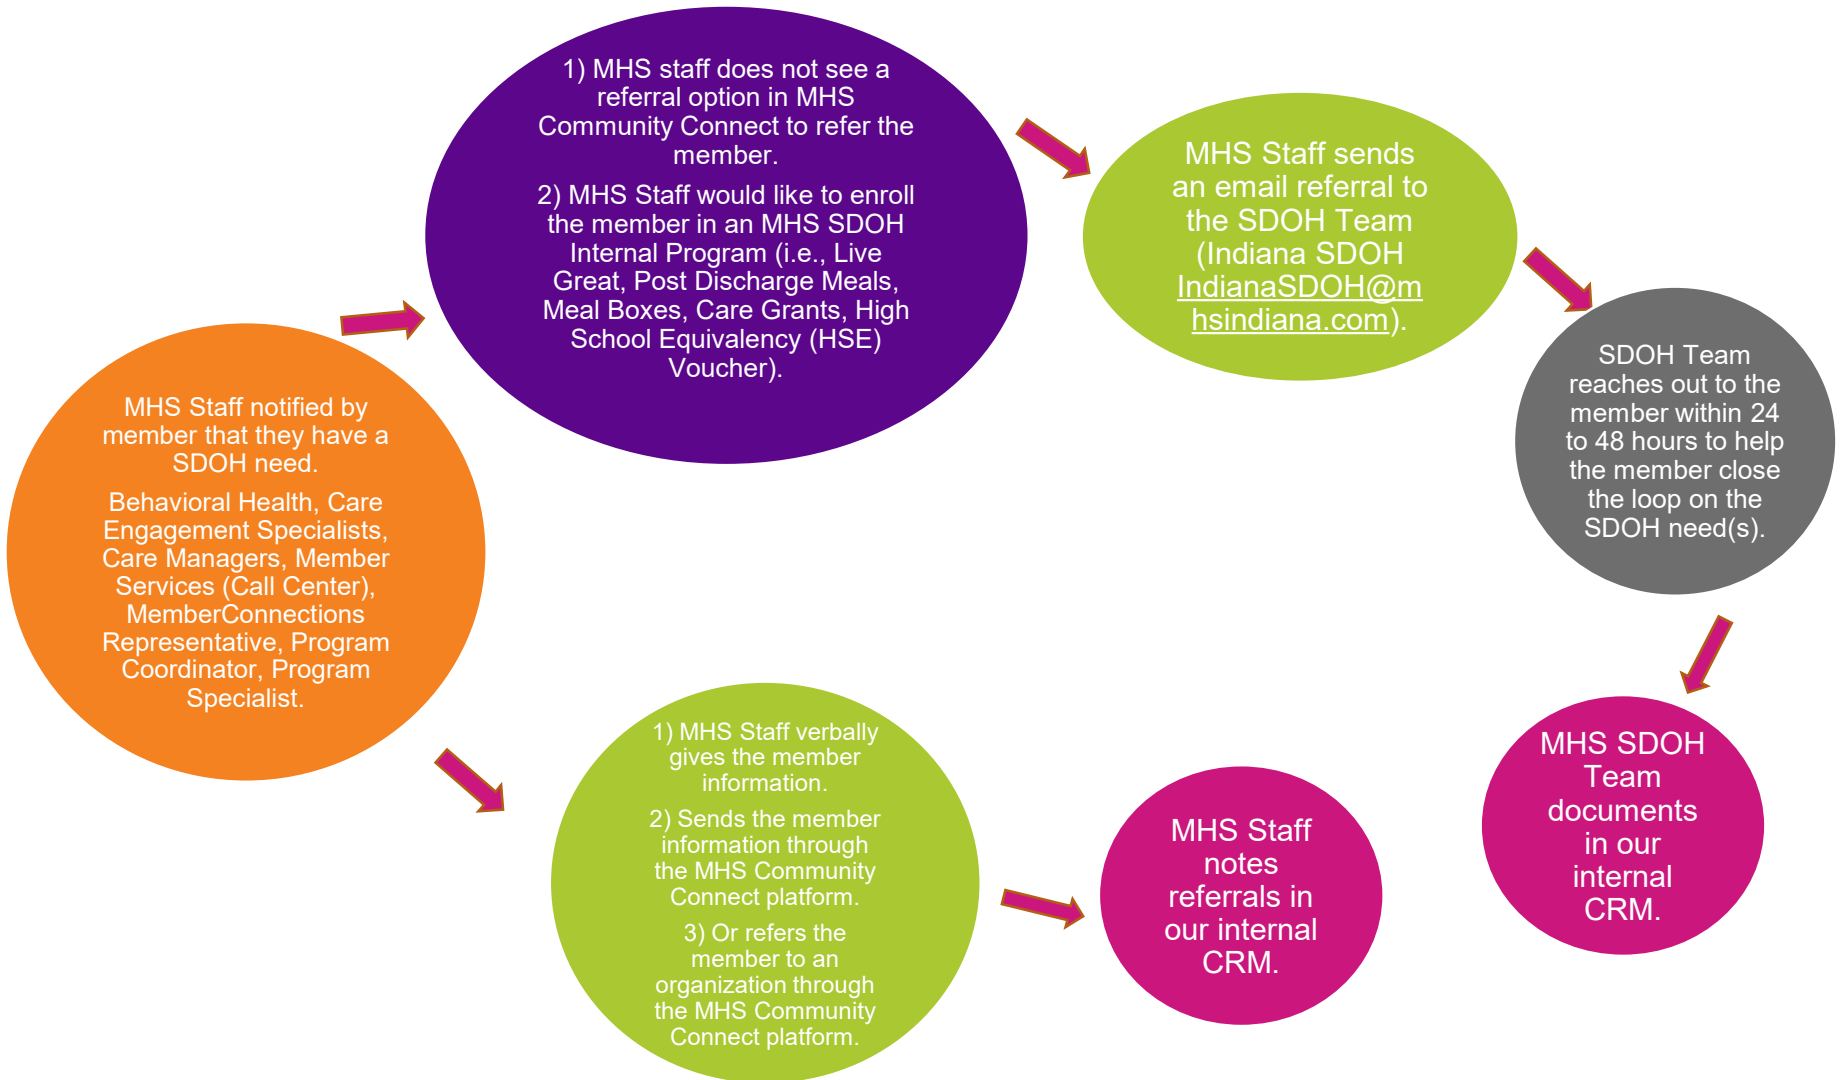 MHS Staff notified by
member that they have a
SDOH need.
Behavioral Health, Care
Engagement Specialists,
Care Managers, Member
Services (Call Center),
MemberConnections
Representative, Program
Coordinator, Program
Specialist.
1) MHS staff does not see a
referral option in MHS
Community Connect to refer the
member.
2) MHS Staff would like to enroll
the member in an MHS SDOH
Internal Program (i.e., Live
Great, Post Discharge Meals,
Meal Boxes, Care Grants, High
School Equivalency (HSE)
Voucher).
MHS Staff sends
an email referral to
the SDOH Team
(Indiana SDOH
IndianaSDOH@m
hsindiana.com).
SDOH Team
reaches out to the
member within 24
to 48 hours to help
the member close
the loop on the
SDOH need(s).
MHS SDOH
Team
documents
in our
internal
CRM.
1) MHS Staff verbally
gives the member
information.
2) Sends the member
information through
the MHS Community
Connect platform.
3) Or refers the
member to an
organization through
the MHS Community
Connect platform.
MHS Staff
notes
referrals in
our internal
CRM.